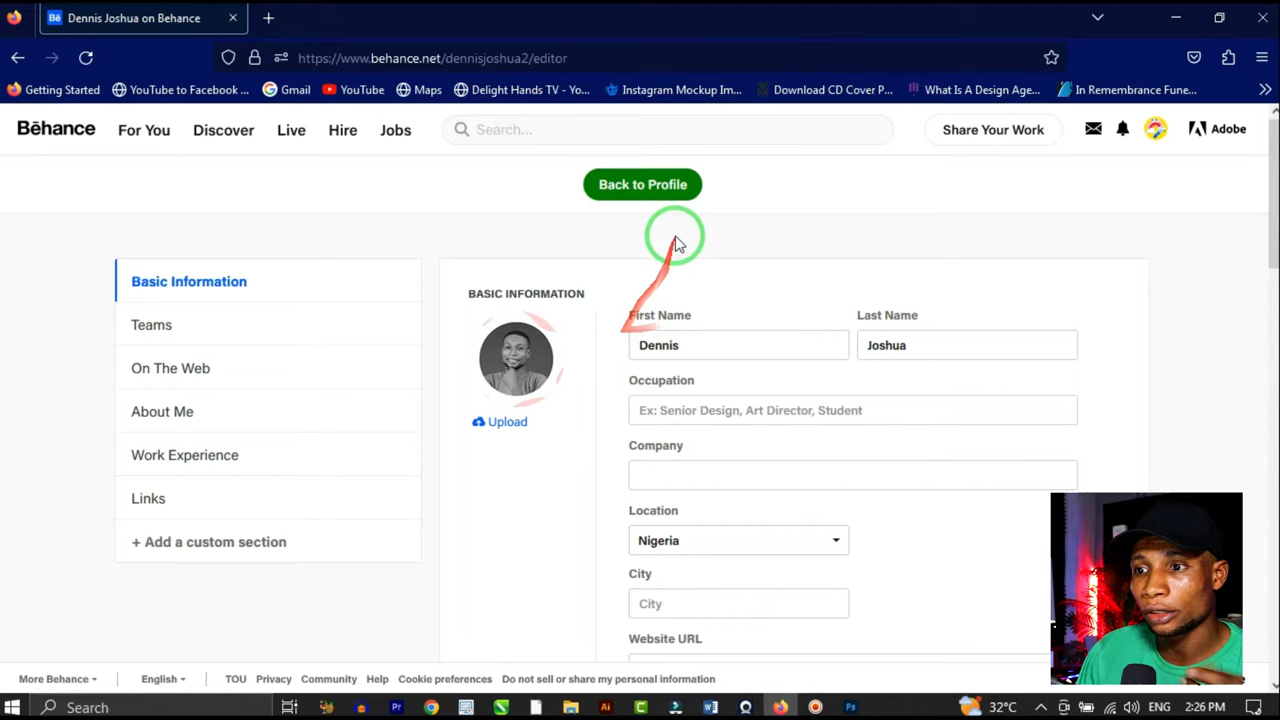 Bē Dennis Joshua on Behance
https://www.behance.net/dennisjoshua2/editor
Getting Started YouTube to Facebook ... Gmail YouTube Maps Delight Hands TV - Yo... Instagram Mockup Im... Download CD Cover P... What Is A Design Age... In Remembrance Fune...
Bēhance For You Discover Live Hire Jobs Search... Share Your Work Adobe
Back to Profile
Basic Information
Teams
On The Web
About Me
Work Experience
Links
+ Add a custom section
BASIC INFORMATION
Upload
First Name Last Name
Dennis Joshua
Occupation
Ex: Senior Design, Art Director, Student
Company
Location
Nigeria
City
City
Website URL
More Behance English TOU Privacy Community Help Cookie preferences Do not sell or share my personal information
Search Pr Ai Ps 32°C ENG 2:26 PM